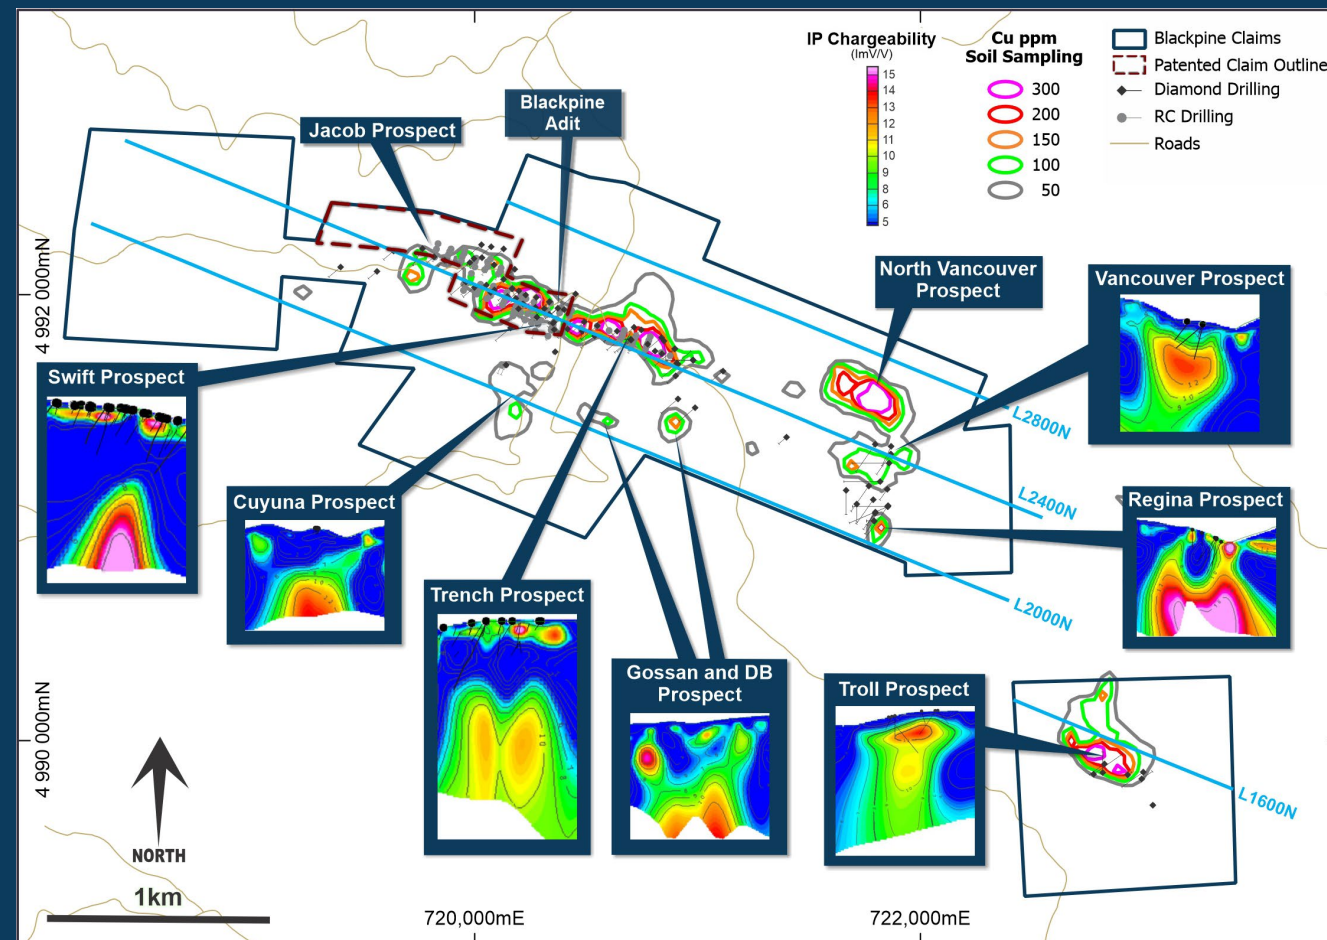 IP Chargeability
(ImV/V)
15
14
13
12
11
10
9
8
6
5
Cu ppm
Soil Sampling
300
200
150
100
50
Blackpine Claims
Patented Claim Outline
Diamond Drilling
RC Drilling
Roads
Blackpine
Adit
Jacob Prospect
North Vancouver
Prospect
Vancouver Prospect
Swift Prospect
Cuyuna Prospect
Trench Prospect
Gossan and DB
Prospect
Troll Prospect
Regina Prospect
L2800N
L2400N
L2000N
L1600N
4 992 000mN
4 990 000mN
NORTH
1km
720,000mE
722,000mE